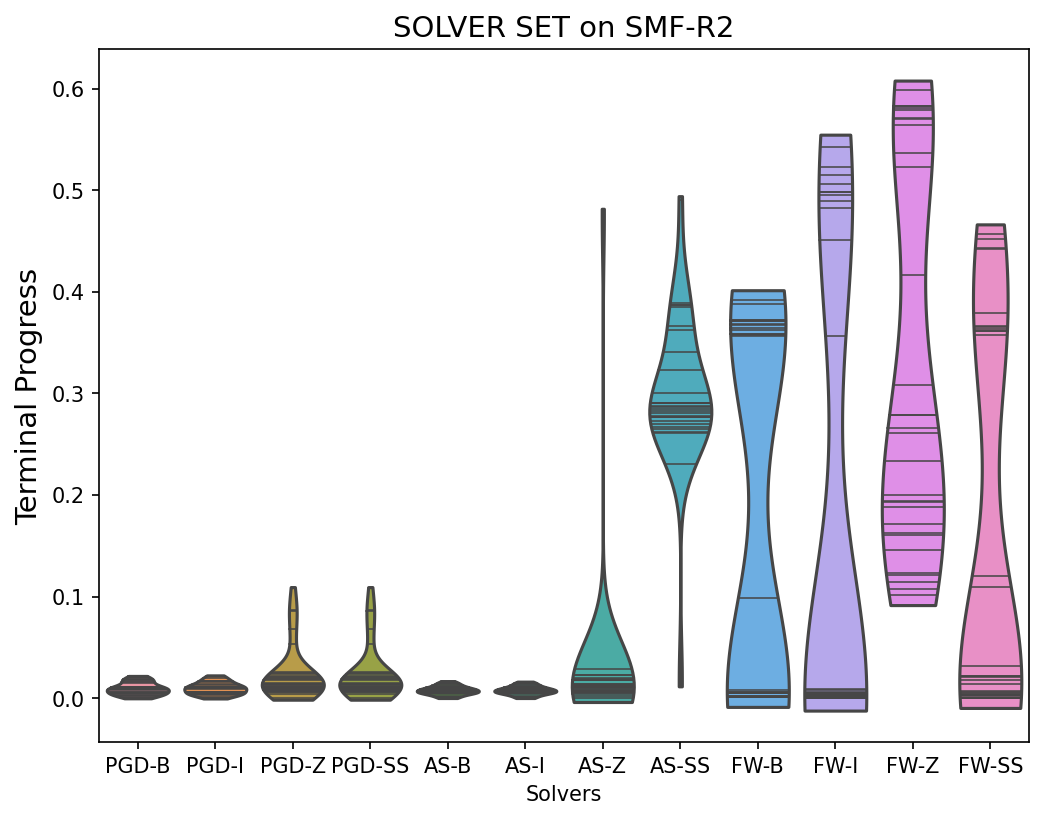 SOLVER SET on SMF-R2
Terminal Progress
0.6
0.5
0.4
0.3
0.2
0.1
0.0
PGD-B PGD-I PGD-Z PGD-SS AS-B AS-I AS-Z AS-SS FW-B FW-I FW-Z FW-SS
Solvers